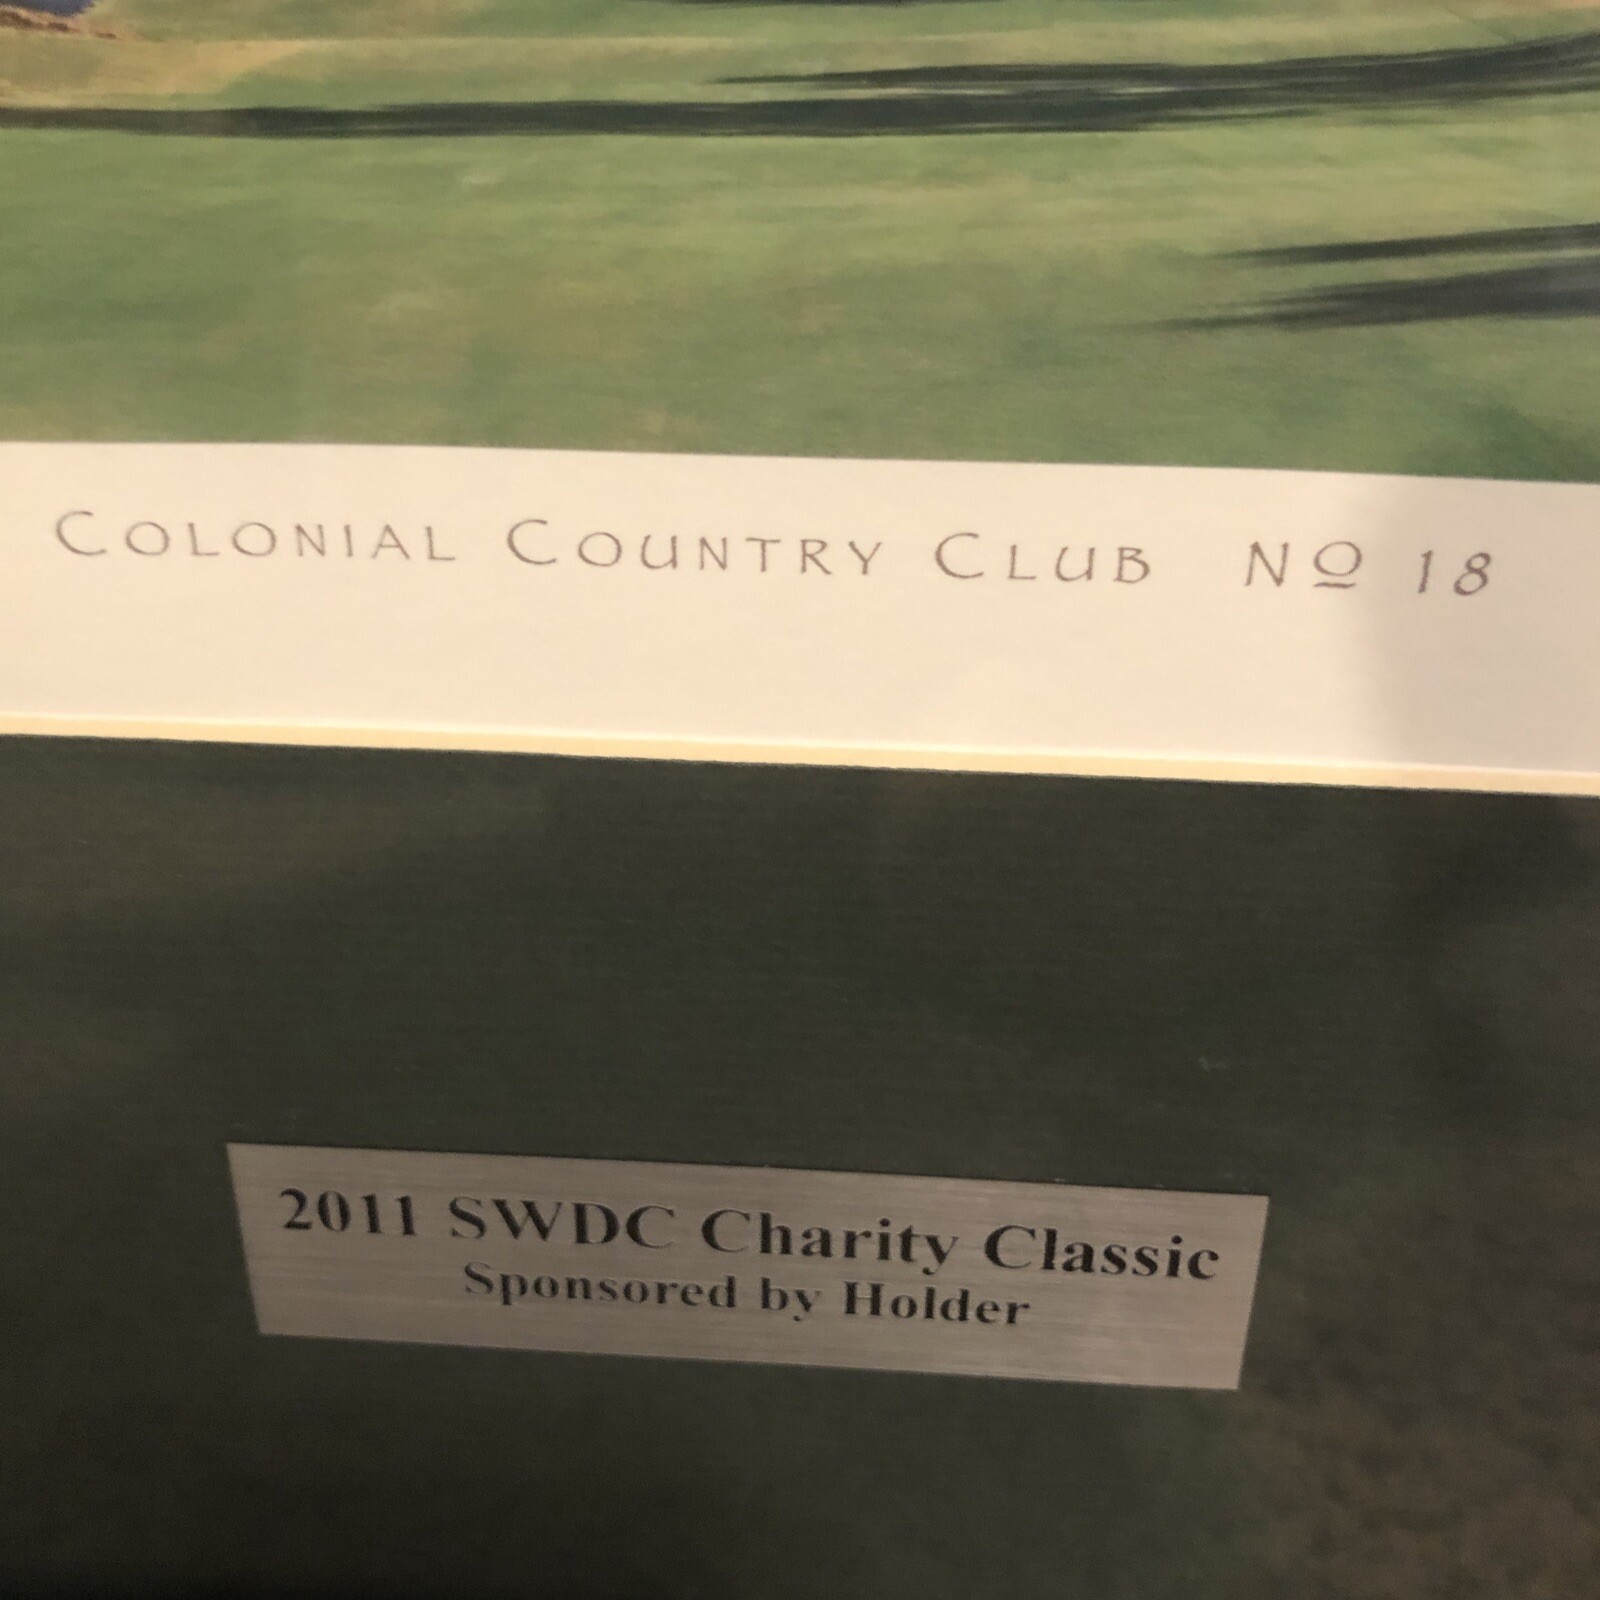 COLONIAL COUNTRY CLUB Nº 18
2011 SWDC Charity Classic
Sponsored by Holder